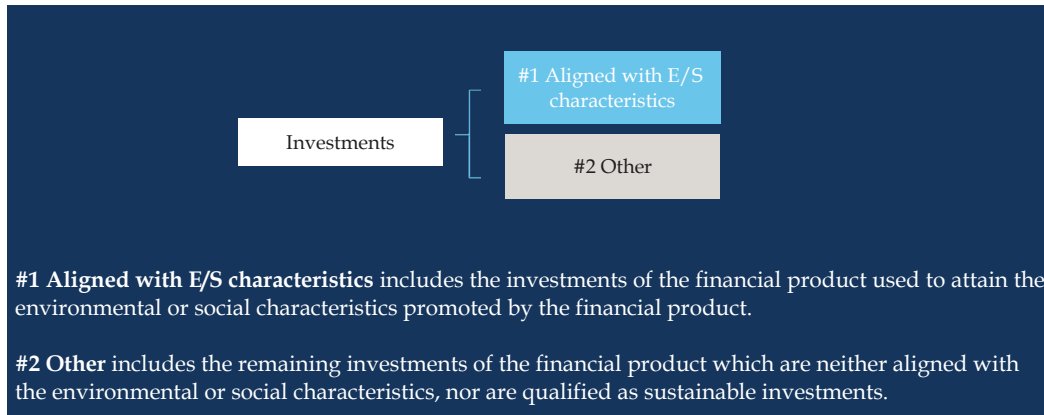 #1 Aligned with E/S
characteristics
Investments
#2 Other
#1 Aligned with E/S characteristics includes the investments of the financial product used to attain the
environmental or social characteristics promoted by the financial product.
#2 Other includes the remaining investments of the financial product which are neither aligned with
the environmental or social characteristics, nor are qualified as sustainable investments.